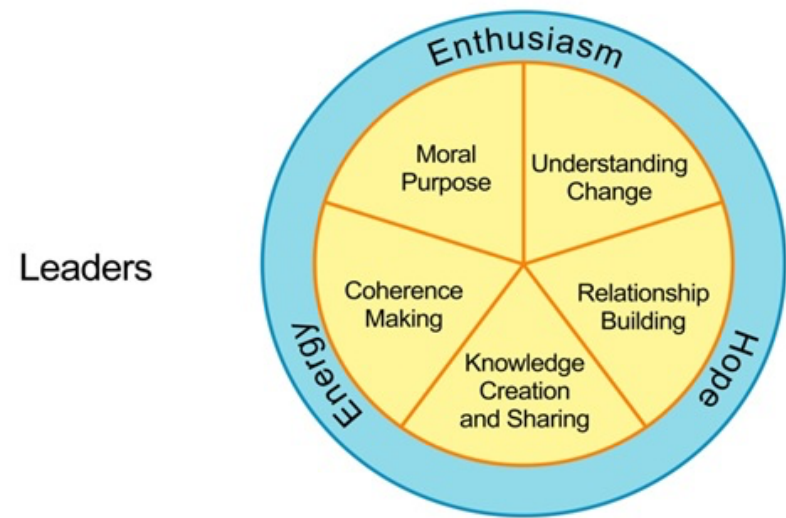 Enthusiasm
Moral
Purpose
Understanding
Change
Leaders
Coherence
Making
Relationship
Building
Knowledge
Creation
and Sharing
Energy
Hope